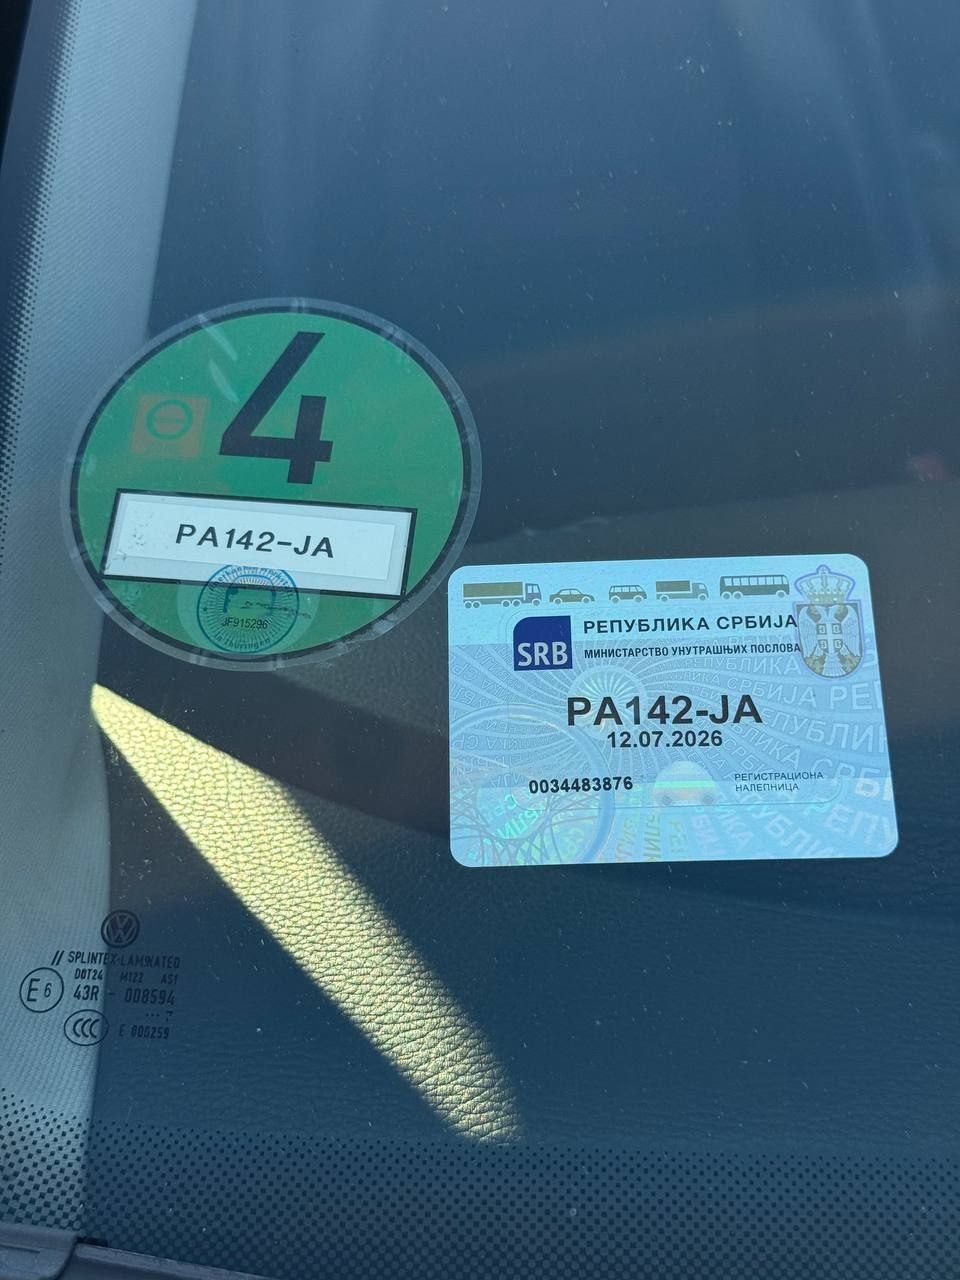 4
PA142-JA
JF915296
SRB
РЕПУБЛИКА СРБИЈА
МИНИСТАРСТВО УНУТРАШЊИХ ПОСЛОВА
PA142-JA
12.07.2026
0034483876
РЕГИСТРАЦИОНА
НАЛЕПНИЦА
SPLINTEX-LAMINATED
DOT24 M122 AS1
E6 43R - 008594
CCC E 000259